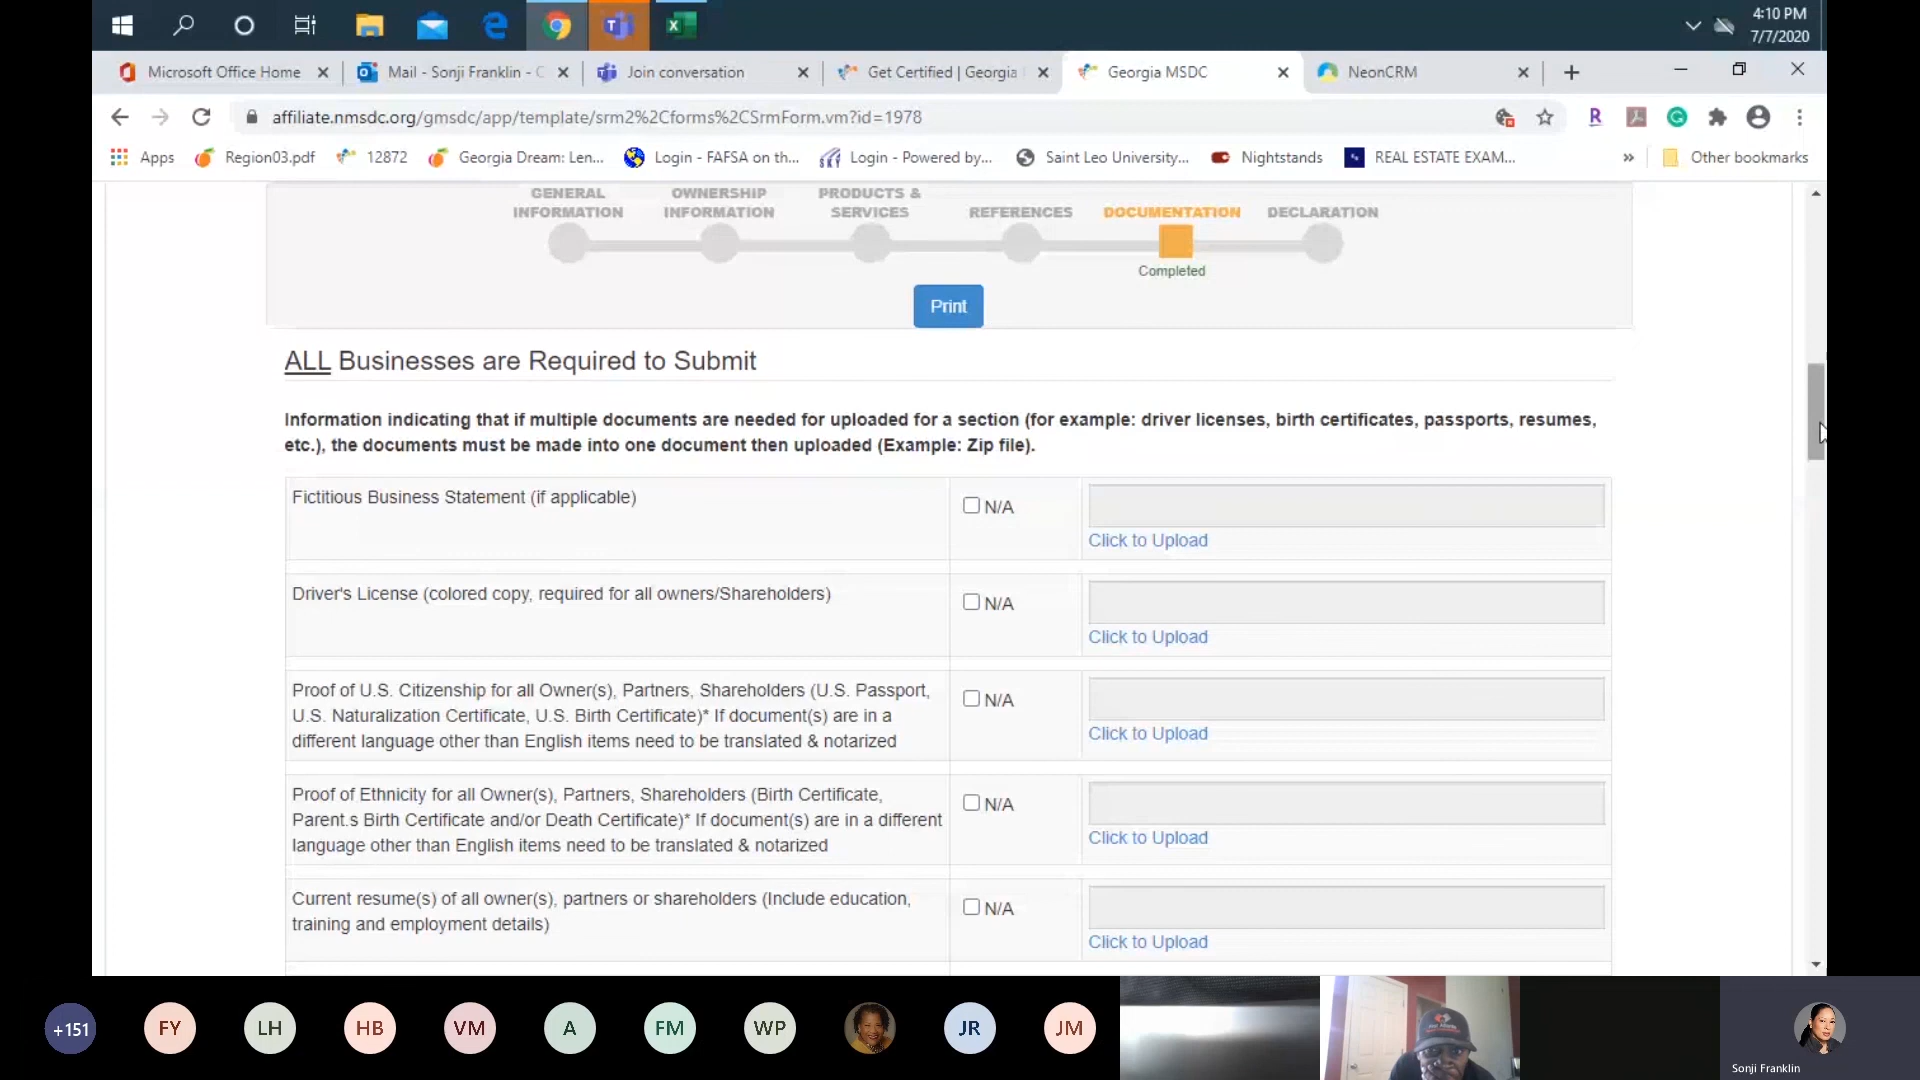 4:10 PM
7/7/2020
Microsoft Office Home
Mail - Sonji Franklin - C
Join conversation
Get Certified | Georgia
Georgia MSDC
NeonCRM
affiliate.nmsdc.org/gmsdc/app/template/srm2%2Cforms%2CSrmForm.vm?id=1978
Apps
Region03.pdf
12872
Georgia Dream: Len...
Login - FAFSA on th...
Login - Powered by...
Saint Leo University...
Nightstands
REAL ESTATE EXAM...
»
Other bookmarks
GENERAL
INFORMATION
OWNERSHIP
INFORMATION
PRODUCTS &
SERVICES
REFERENCES
DOCUMENTATION
DECLARATION
Completed
Print
ALL Businesses are Required to Submit
Information indicating that if multiple documents are needed for uploaded for a section (for example: driver licenses, birth certificates, passports, resumes,
etc.), the documents must be made into one document then uploaded (Example: Zip file).
Fictitious Business Statement (if applicable)
N/A
Click to Upload
Driver's License (colored copy, required for all owners/Shareholders)
N/A
Click to Upload
Proof of U.S. Citizenship for all Owner(s), Partners, Shareholders (U.S. Passport,
U.S. Naturalization Certificate, U.S. Birth Certificate)* If document(s) are in a
different language other than English items need to be translated & notarized
N/A
Click to Upload
Proof of Ethnicity for all Owner(s), Partners, Shareholders (Birth Certificate,
Parent.s Birth Certificate and/or Death Certificate)* If document(s) are in a different
language other than English items need to be translated & notarized
N/A
Click to Upload
Current resume(s) of all owner(s), partners or shareholders (Include education,
training and employment details)
N/A
Click to Upload
+151
FY
LH
HB
VM
A
FM
WP
JR
JM
Sonji Franklin